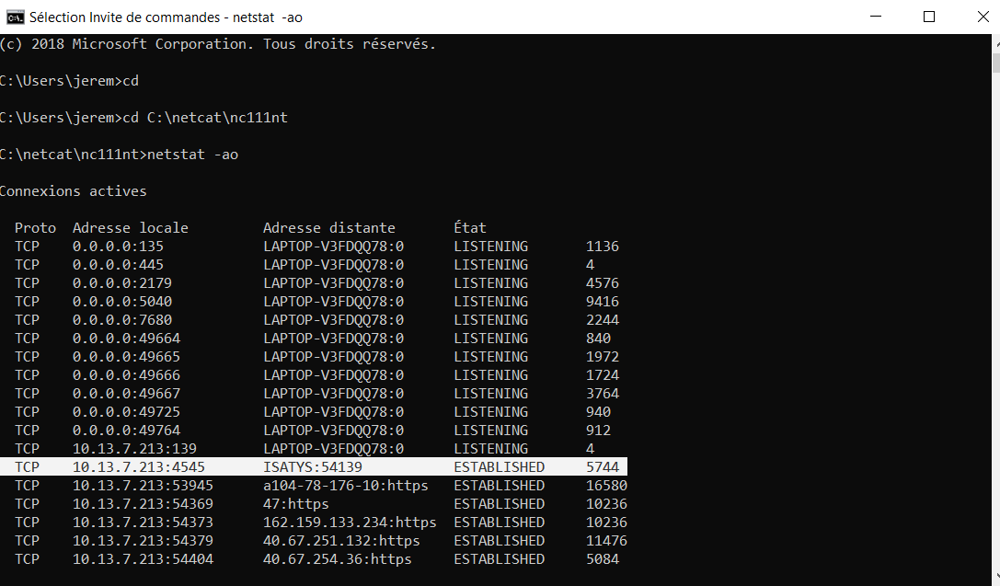 Sélection Invite de commandes - netstat  -ao
(c) 2018 Microsoft Corporation. Tous droits réservés.
C:\Users\jerem>cd
C:\Users\jerem>cd C:\netcat\nc111nt
C:\netcat\nc111nt>netstat -ao
Connexions actives
Proto  Adresse locale         Adresse distante       État
TCP    0.0.0.0:135            LAPTOP-V3FDQQ78:0      LISTENING       1136
TCP    0.0.0.0:445            LAPTOP-V3FDQQ78:0      LISTENING       4
TCP    0.0.0.0:2179           LAPTOP-V3FDQQ78:0      LISTENING       4576
TCP    0.0.0.0:5040           LAPTOP-V3FDQQ78:0      LISTENING       9416
TCP    0.0.0.0:7680           LAPTOP-V3FDQQ78:0      LISTENING       2244
TCP    0.0.0.0:49664          LAPTOP-V3FDQQ78:0      LISTENING       840
TCP    0.0.0.0:49665          LAPTOP-V3FDQQ78:0      LISTENING       1972
TCP    0.0.0.0:49666          LAPTOP-V3FDQQ78:0      LISTENING       1724
TCP    0.0.0.0:49667          LAPTOP-V3FDQQ78:0      LISTENING       3764
TCP    0.0.0.0:49725          LAPTOP-V3FDQQ78:0      LISTENING       940
TCP    0.0.0.0:49764          LAPTOP-V3FDQQ78:0      LISTENING       912
TCP    10.13.7.213:139        LAPTOP-V3FDQQ78:0      LISTENING       4
TCP    10.13.7.213:4545       ISATYS:54139           ESTABLISHED     5744
TCP    10.13.7.213:53945      a104-78-176-10:https   ESTABLISHED     16580
TCP    10.13.7.213:54369      47:https               ESTABLISHED     10236
TCP    10.13.7.213:54373      162.159.133.234:https  ESTABLISHED     10236
TCP    10.13.7.213:54379      40.67.251.132:https    ESTABLISHED     11476
TCP    10.13.7.213:54404      40.67.254.36:https     ESTABLISHED     5084